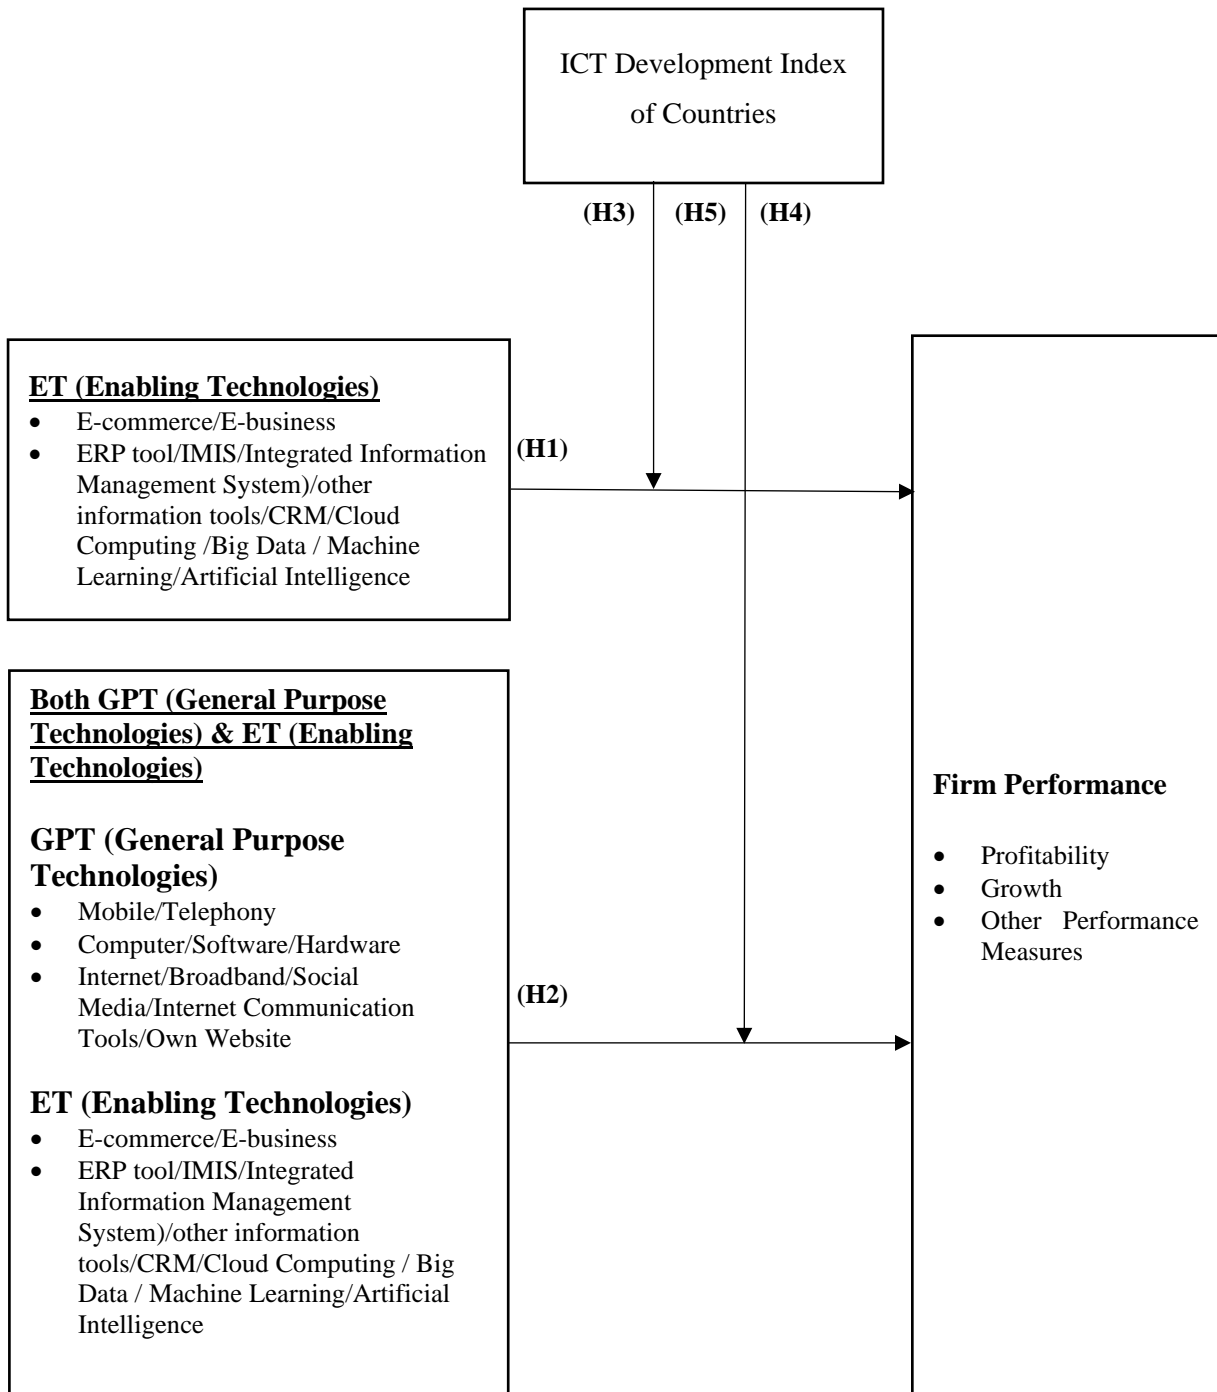 ICT Development Index
of Countries
(H3) (H5) (H4)
ET (Enabling Technologies)
• E-commerce/E-business
• ERP tool/IMIS/Integrated Information
Management System)/other
information tools/CRM/Cloud
Computing /Big Data / Machine
Learning/Artificial Intelligence
(H1)
Both GPT (General Purpose
Technologies) & ET (Enabling
Technologies)
GPT (General Purpose
Technologies)
• Mobile/Telephony
• Computer/Software/Hardware
• Internet/Broadband/Social
Media/Internet Communication
Tools/Own Website
(H2)
ET (Enabling Technologies)
• E-commerce/E-business
• ERP tool/IMIS/Integrated
Information Management
System)/other information
tools/CRM/Cloud Computing / Big
Data / Machine Learning/Artificial
Intelligence
Firm Performance
• Profitability
• Growth
• Other Performance
Measures